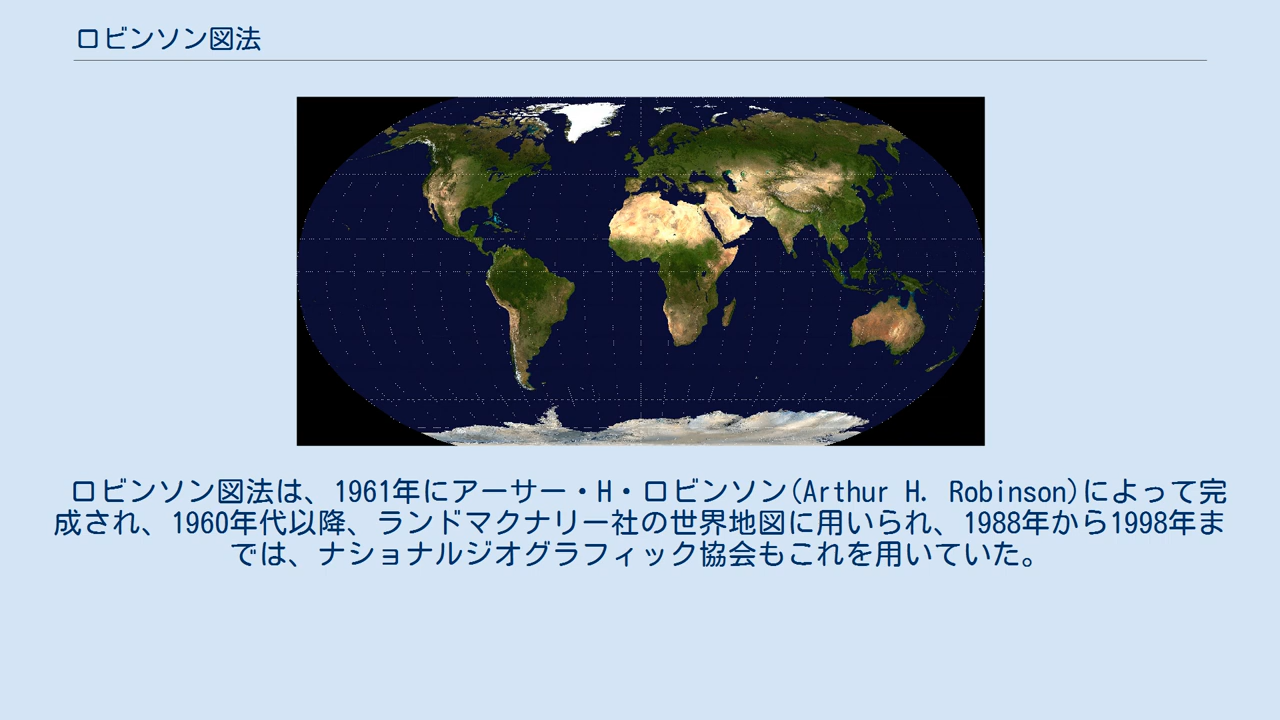 ロビンソン図法
ロビンソン図法は、1961年にアーサー・H・ロビンソン(Arthur H. Robinson)によって完
成され、1960年代以降、ランドマクナリー社の世界地図に用いられ、1988年から1998年ま
では、ナショナルジオグラフィック協会もこれを用いていた。